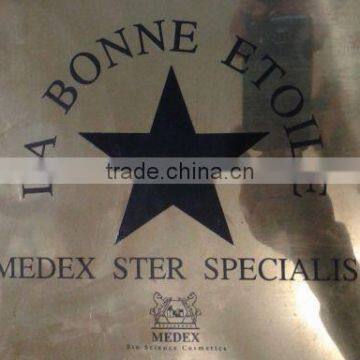 LA BONNE ETOILE
trade.china.cn
MEDEX STER SPECIALIS
MEDEX
Bio Science Cosmetics